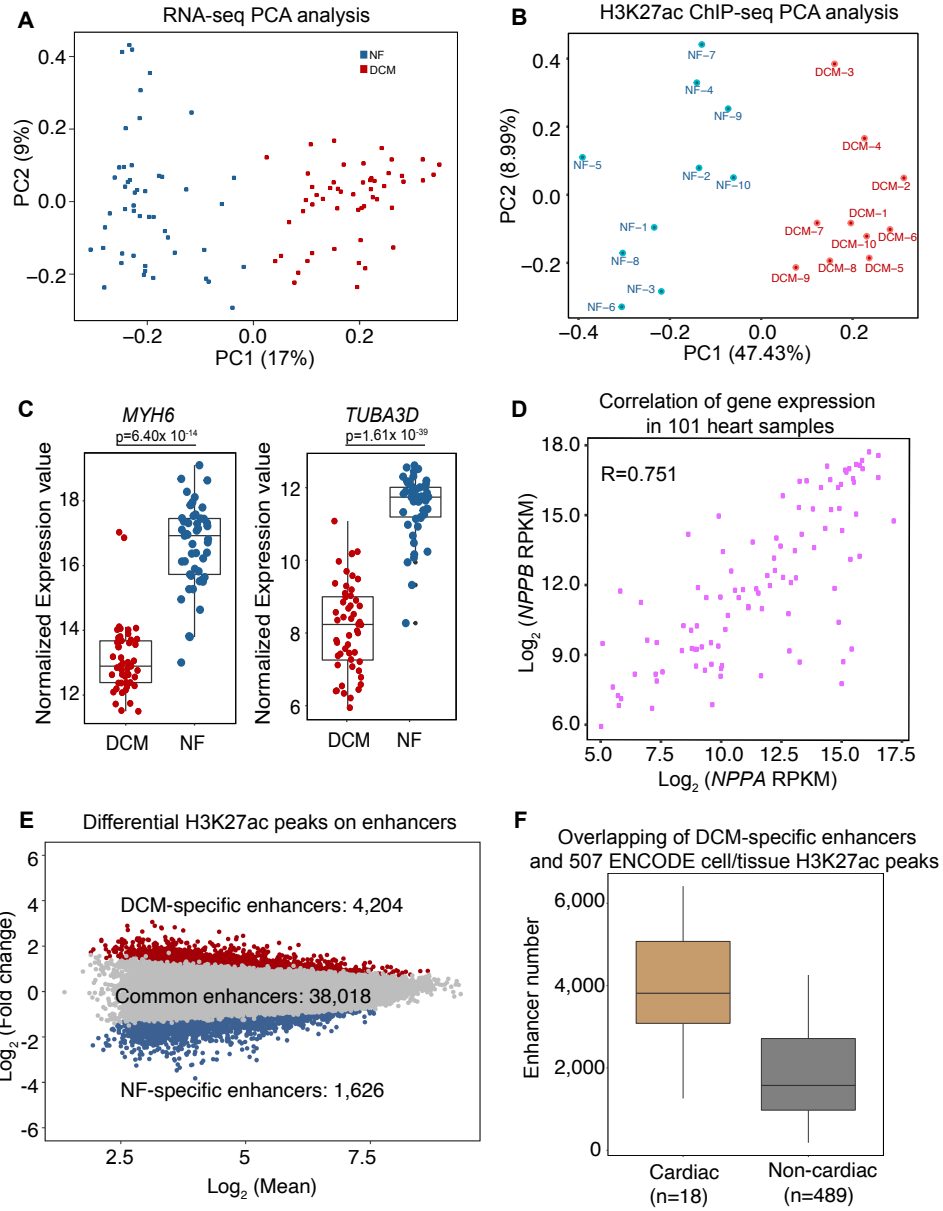 A
RNA-seq PCA analysis
NF
DCM
0.4
0.2
0.0
−0.2
PC2 (9%)
−0.2
0.0
0.2
PC1 (17%)
B
H3K27ac ChIP-seq PCA analysis
NF−7
DCM−3
NF−4
NF−9
DCM−4
NF−5
NF−2
NF−10
DCM−2
NF−1
DCM−7
DCM−1
DCM−10
DCM−6
NF−8
DCM−9
DCM−8
DCM−5
NF−3
NF−6
0.4
0.2
0.0
−0.2
PC2 (8.99%)
−0.4
−0.2
0.0
0.2
PC1 (47.43%)
C
MYH6
p=6.40x 10-14
Normalized Expression value
18
16
14
12
DCM
NF
TUBA3D
p=1.61x 10-39
Normalized Expression value
12
10
8
6
DCM
NF
D
Correlation of gene expression
in 101 heart samples
R=0.751
Log2 (NPPB RPKM)
18.0
15.0
12.0
9.0
6.0
5.0
7.5
10.0
12.5
15.0
17.5
Log2 (NPPA RPKM)
E
Differential H3K27ac peaks on enhancers
Log2 (Fold change)
6
4
2
0
-2
-4
-6
DCM-specific enhancers: 4,204
Common enhancers: 38,018
NF-specific enhancers: 1,626
2.5
5
7.5
Log2 (Mean)
F
Overlapping of DCM-specific enhancers
and 507 ENCODE cell/tissue H3K27ac peaks
Enhancer number
6,000
4,000
2,000
0
Cardiac
(n=18)
Non-cardiac
(n=489)